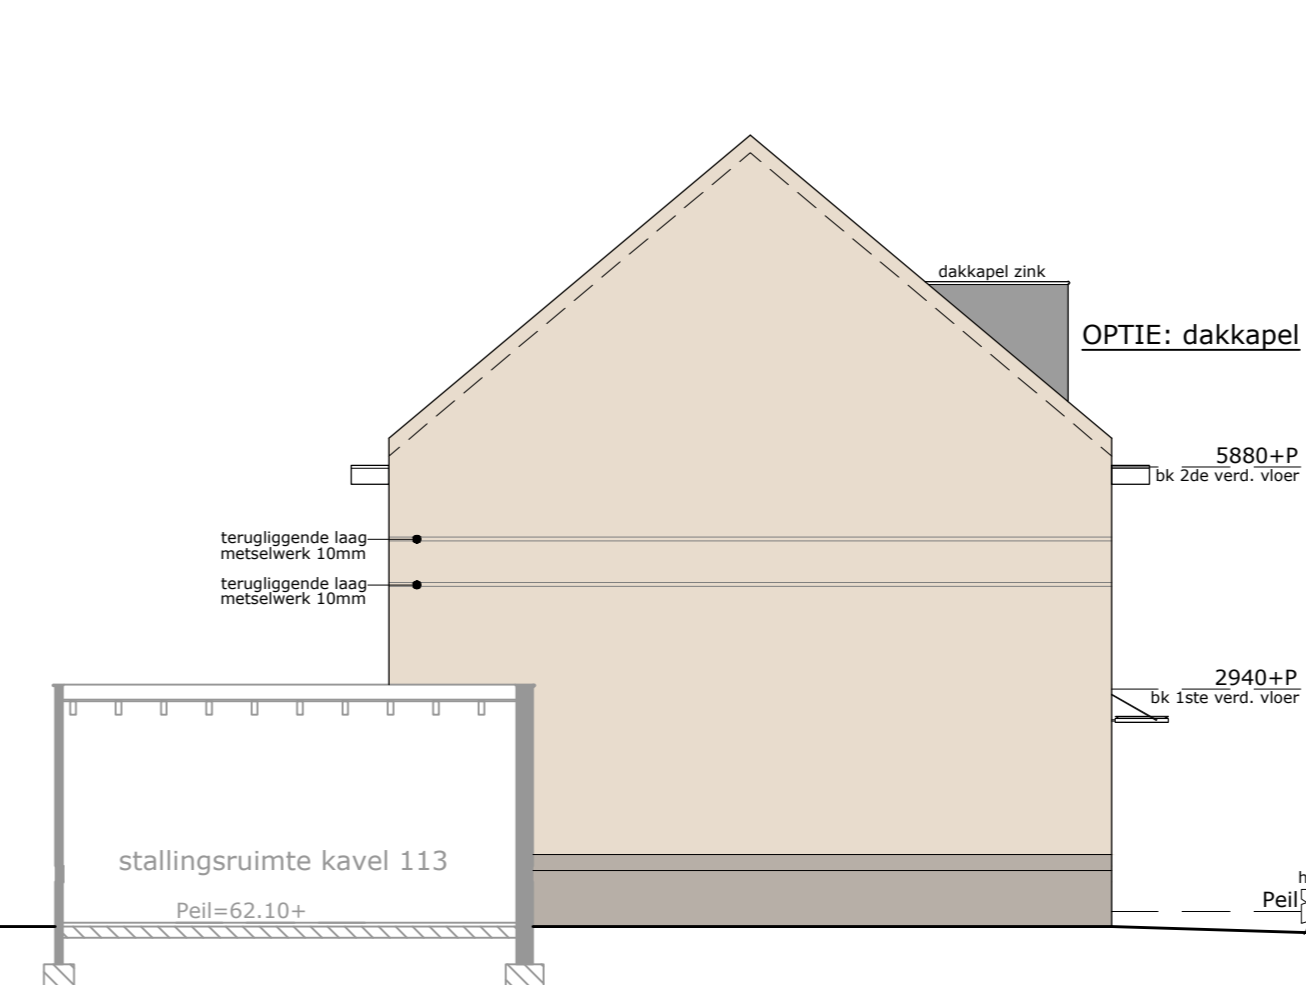 dakkapel zink
OPTIE: dakkapel
5880+P
bk 2de verd. vloer
terugliggende laag
metselwerk 10mm
terugliggende laag
metselwerk 10mm
2940+P
bk 1ste verd. vloer
stallingsruimte kavel 113
h
Peil
Peil=62.10+